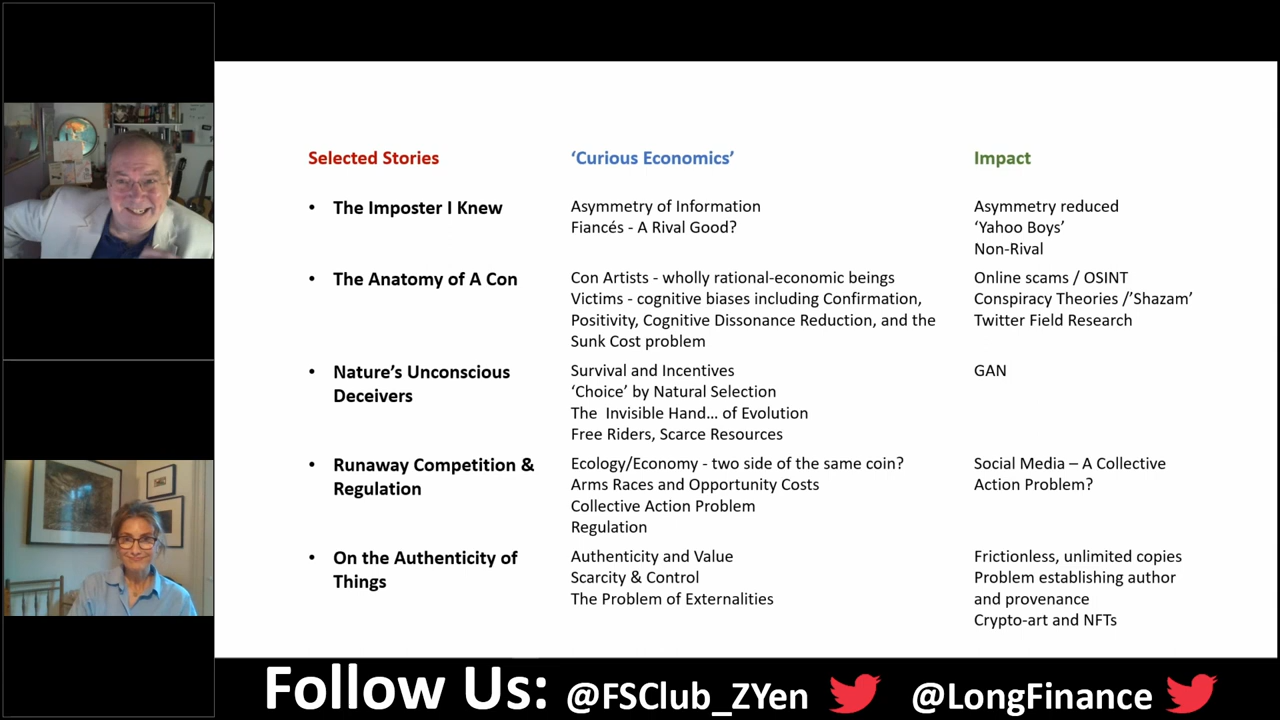 Selected Stories
‘Curious Economics’
Impact
• The Imposter I Knew
Asymmetry of Information
Fiancés - A Rival Good?
Asymmetry reduced
‘Yahoo Boys’
Non-Rival
• The Anatomy of A Con
Con Artists - wholly rational-economic beings
Victims - cognitive biases including Confirmation,
Positivity, Cognitive Dissonance Reduction, and the
Sunk Cost problem
Online scams / OSINT
Conspiracy Theories /’Shazam’
Twitter Field Research
• Nature’s Unconscious
Deceivers
Survival and Incentives
‘Choice’ by Natural Selection
The Invisible Hand... of Evolution
Free Riders, Scarce Resources
GAN
• Runaway Competition &
Regulation
Ecology/Economy - two side of the same coin?
Arms Races and Opportunity Costs
Collective Action Problem
Regulation
Social Media – A Collective
Action Problem?
• On the Authenticity of
Things
Authenticity and Value
Scarcity & Control
The Problem of Externalities
Frictionless, unlimited copies
Problem establishing author
and provenance
Crypto-art and NFTs
Follow Us: @FSClub_ZYen @LongFinance